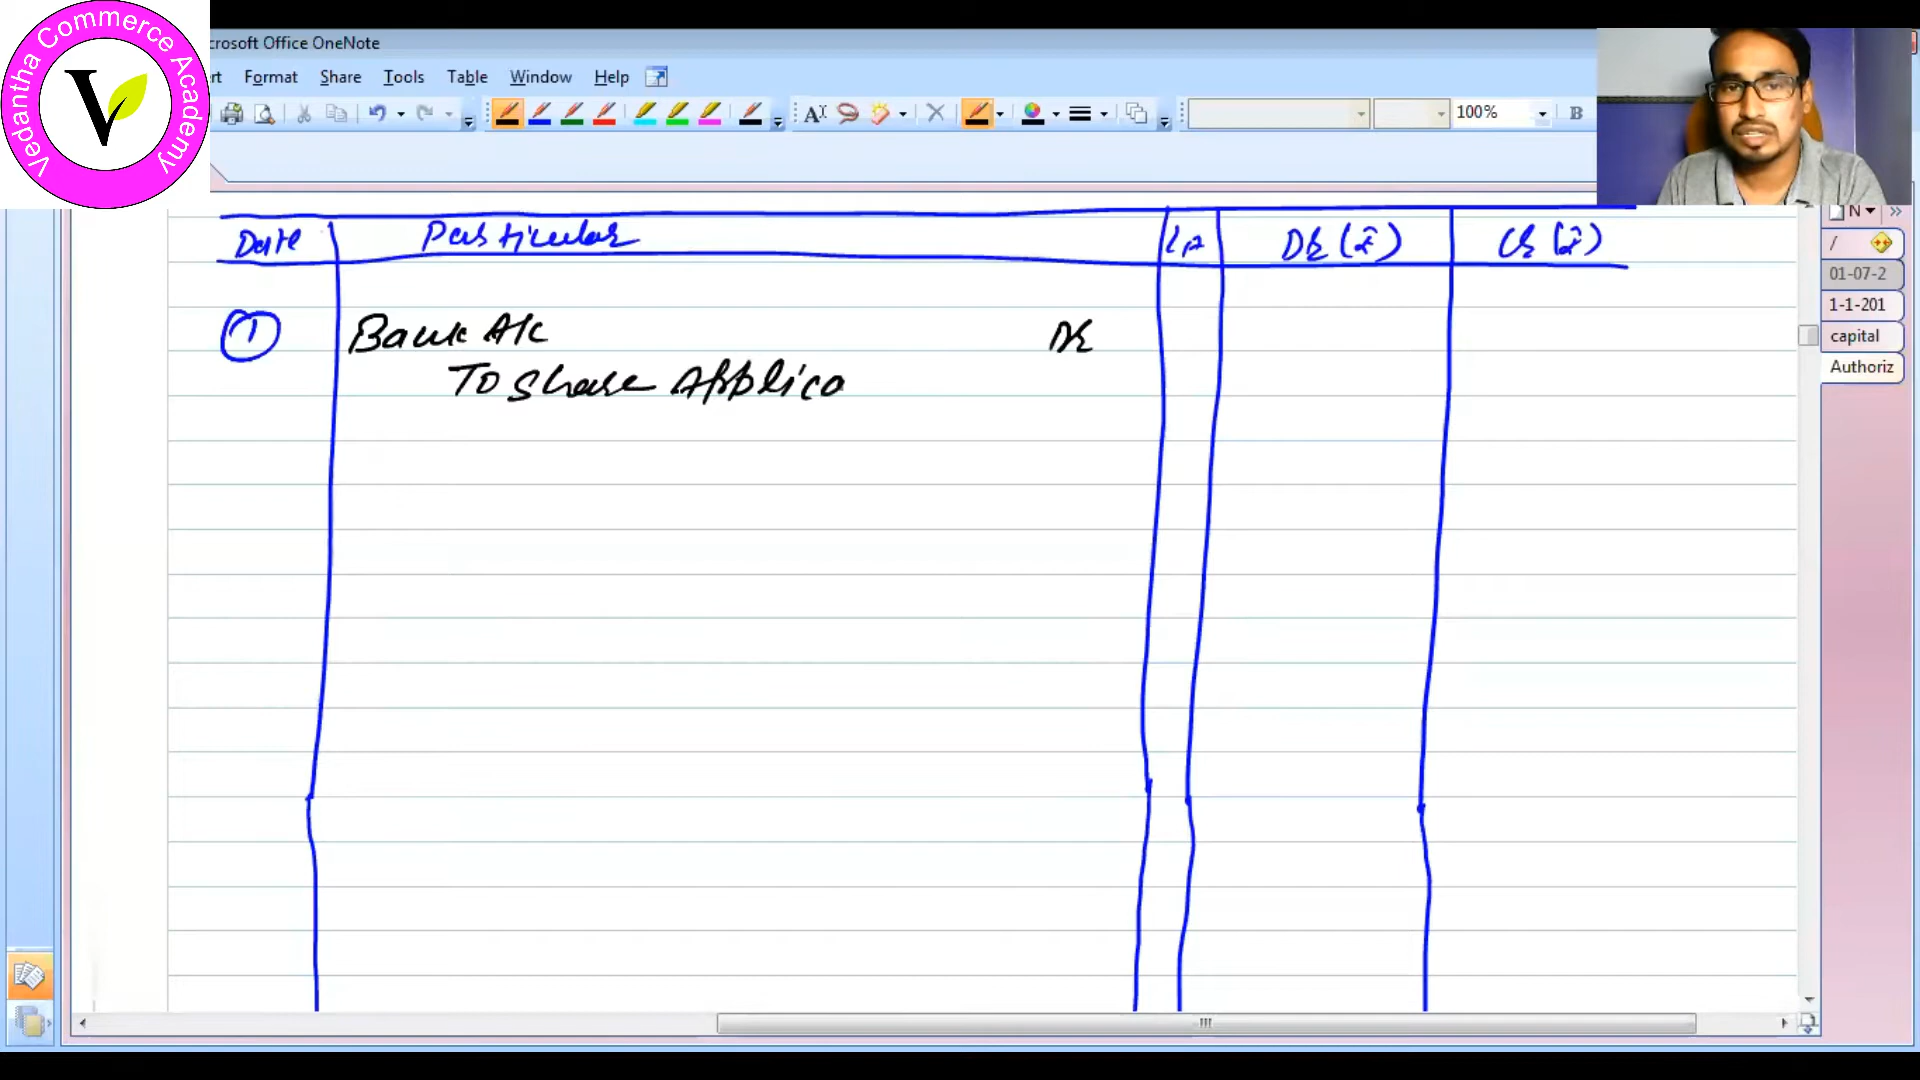 Vedantha Commerce Academy
V
crosoft Office OneNote
rt Format Share Tools Table Window Help
100% B
N
/
01-07-2
1-1-201
capital
Authoriz
Date Particular Dr (₹) Cr (₹)
1 Bank A/c Dr
To Share Applica